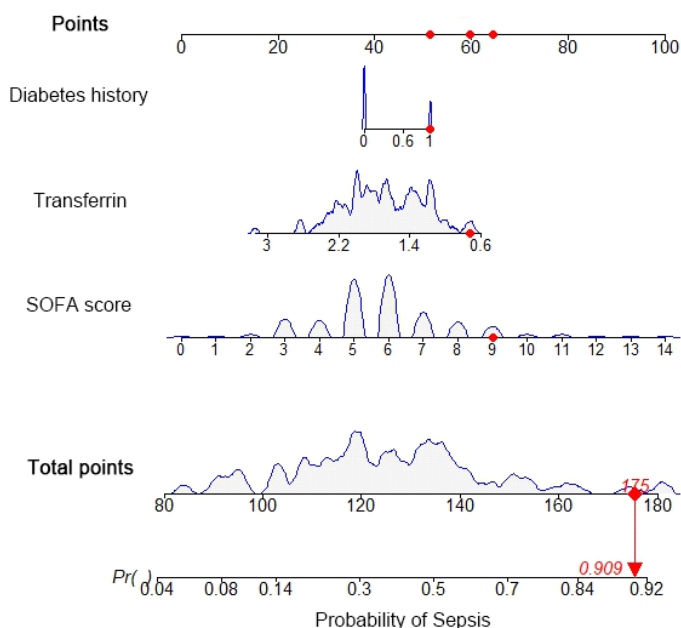 Points
0 20 40 60 80 100
Diabetes history
0 0.6 1
Transferrin
3 2.2 1.4 0.6
SOFA score
0 1 2 3 4 5 6 7 8 9 10 11 12 13 14
Total points
175
80 100 120 140 160 180
0.909
Pr( )
0.04 0.08 0.14 0.3 0.5 0.7 0.84 0.92
Probability of Sepsis